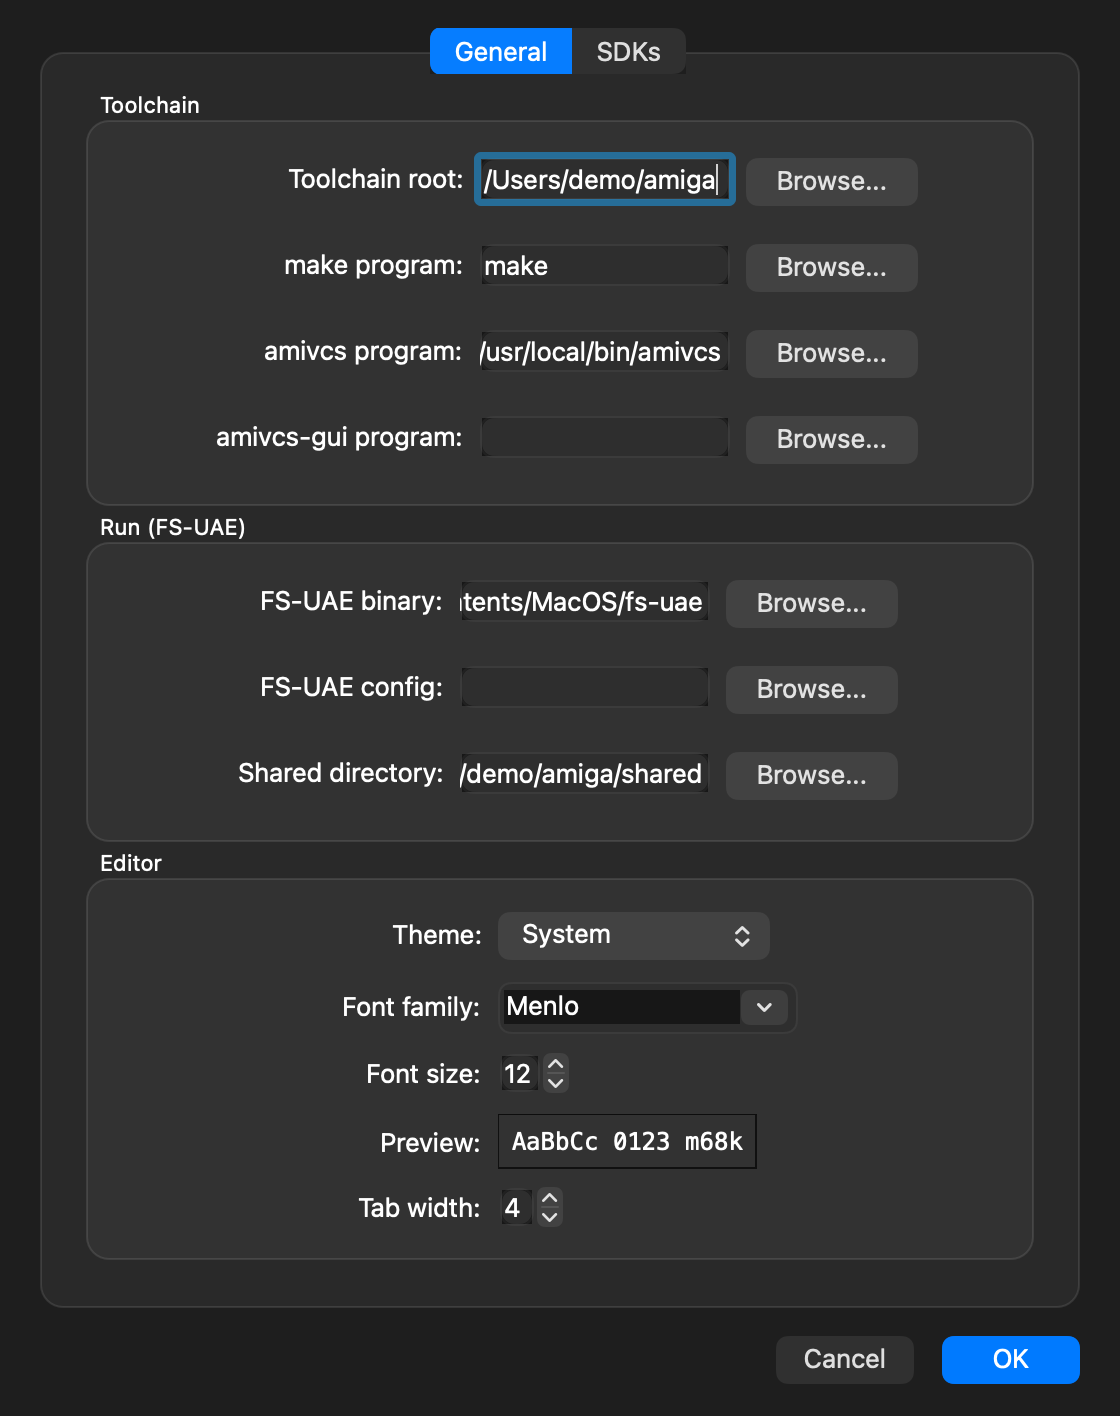 General SDKs
Toolchain
Toolchain root: /Users/demo/amiga Browse...
make program: make Browse...
amivcs program: /usr/local/bin/amivcs Browse...
amivcs-gui program: Browse...
Run (FS-UAE)
FS-UAE binary: tents/MacOS/fs-uae Browse...
FS-UAE config: Browse...
Shared directory: /demo/amiga/shared Browse...
Editor
Theme: System
Font family: Menlo
Font size: 12
Preview: AaBbCc 0123 m68k
Tab width: 4
Cancel OK